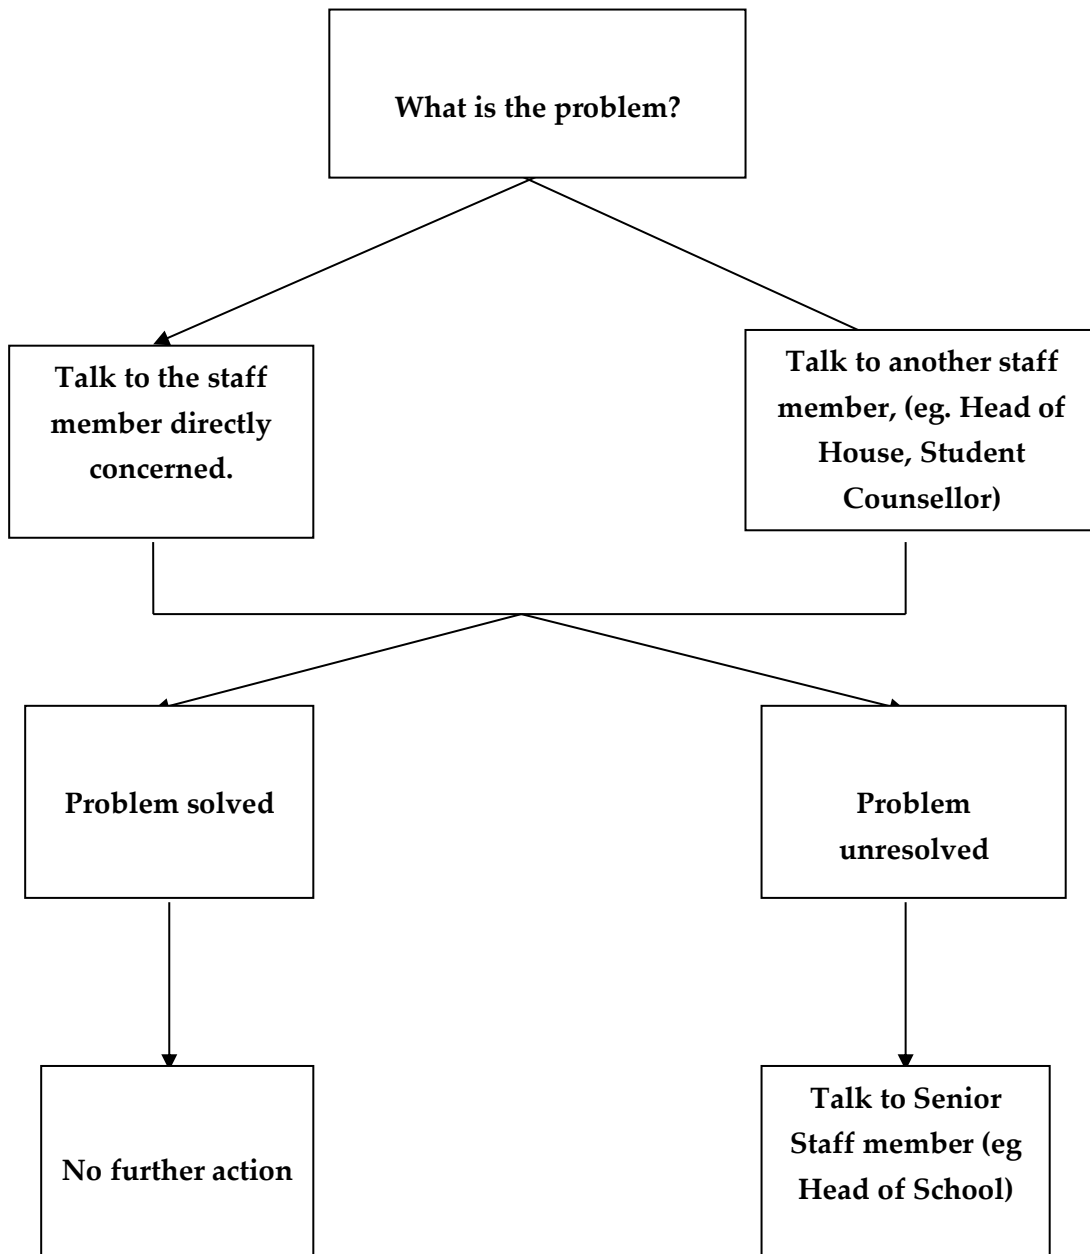 What is the problem?
Talk to the staff
member directly
concerned.
Talk to another staff
member, (eg. Head of
House, Student
Counsellor)
Problem solved
Problem
unresolved
No further action
Talk to Senior
Staff member (eg
Head of School)